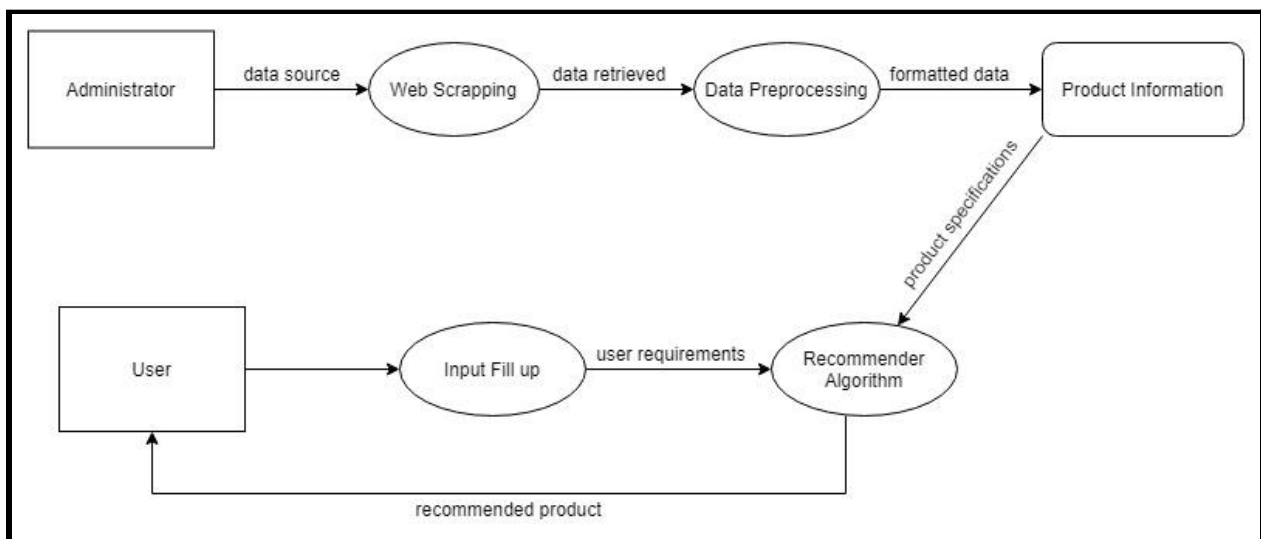 Administrator
data source
Web Scrapping
data retrieved
Data Preprocessing
formatted data
Product Information
product specifications
User
Input Fill up
user requirements
Recommender
Algorithm
recommended product